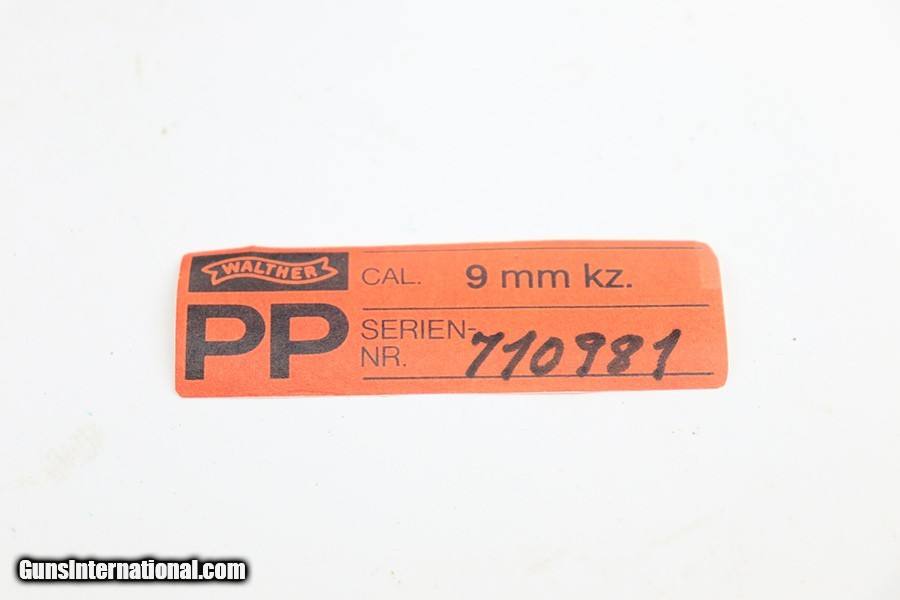 WALTHER
PP
CAL. 9 mm kz.
SERIEN-
NR. 710981
GunsInternational.com